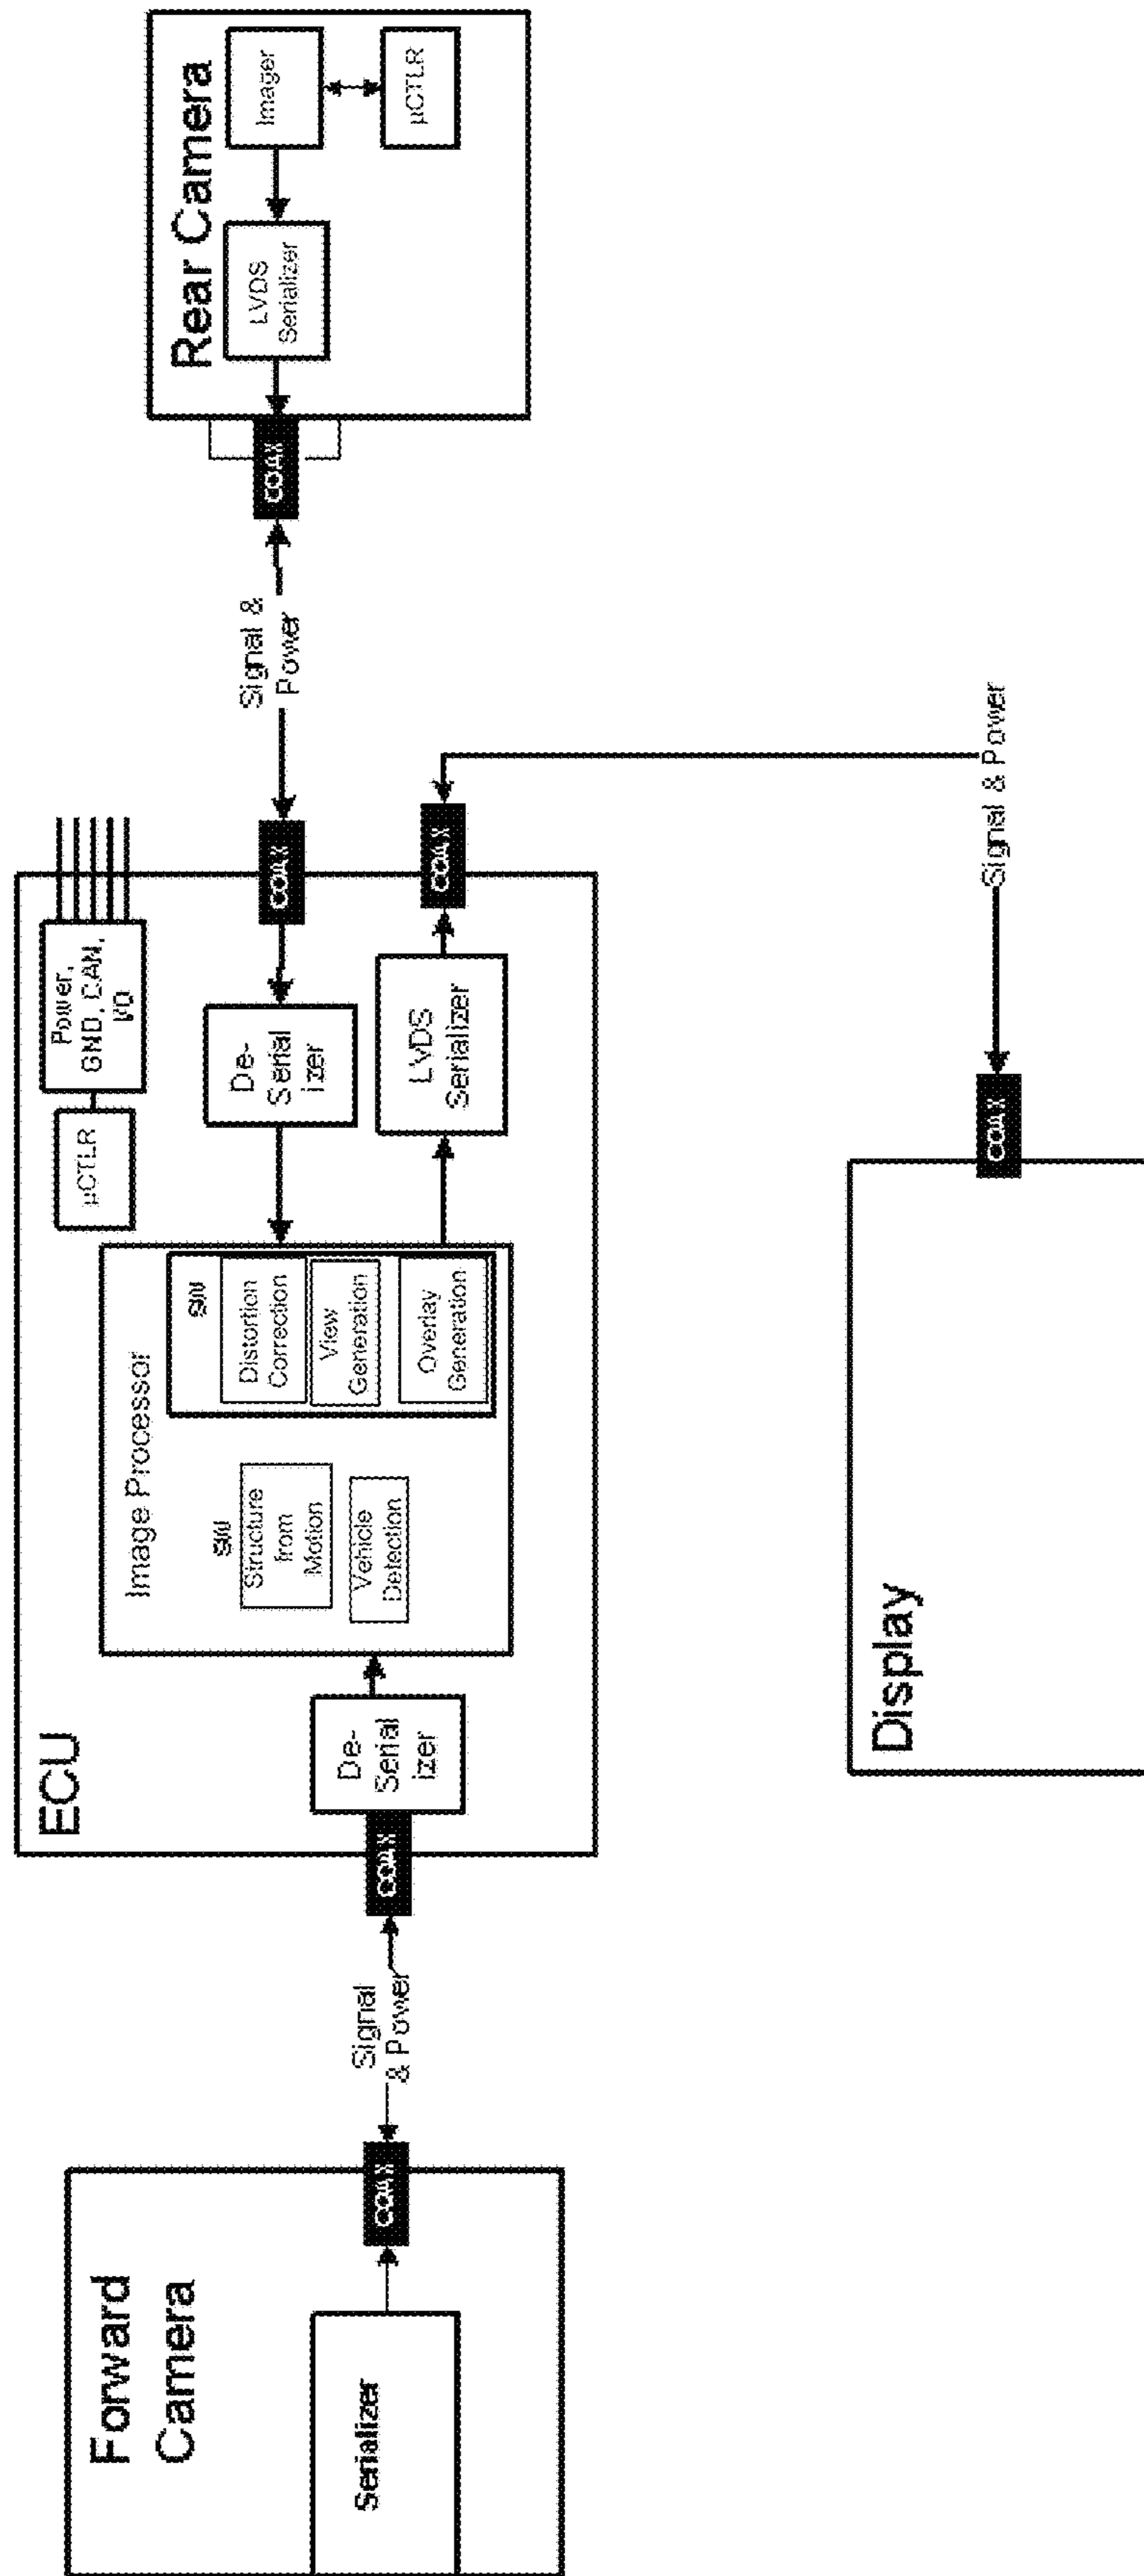 Forward
Camera
Serializer
COAX
Signal
& Power
ECU
COAX
De-
Serial
izer
Image Processor
SW
Structure
from
Motion
Vehicle
Detection
SW
Distortion
Correction
View
Generation
Overlay
Generation
µCTLR
Power,
GND, CAN,
I/O
De-
Serial
izer
COAX
LVDS
Serializer
COAX
Signal &
Power
Rear Camera
COAX
LVDS
Serializer
Imager
µCTLR
Display
COAX
Signal & Power